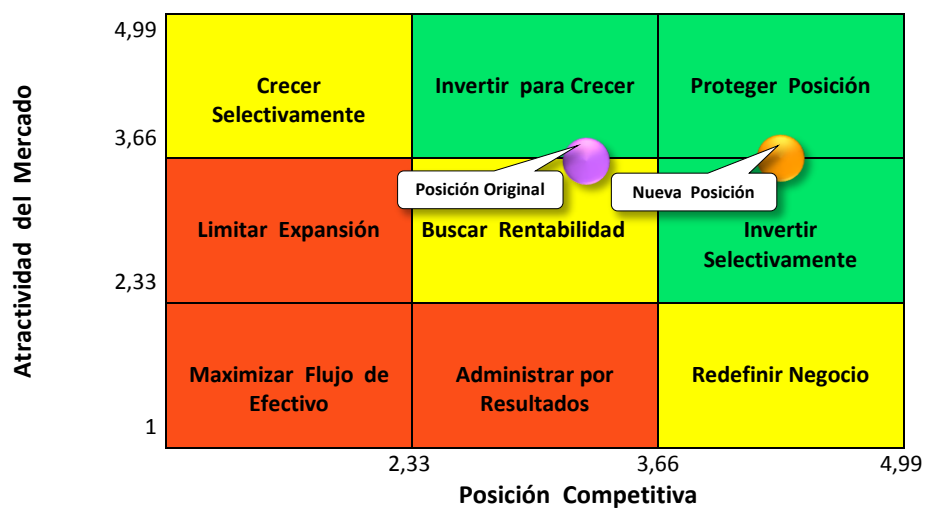 Atractividad del Mercado
4,99
3,66
2,33
1
Crecer
Selectivamente
Invertir para Crecer
Proteger Posición
Posición Original
Nueva Posición
Limitar Expansión
Buscar Rentabilidad
Invertir
Selectivamente
Maximizar Flujo de
Efectivo
Administrar por
Resultados
Redefinir Negocio
2,33
3,66
4,99
Posición Competitiva